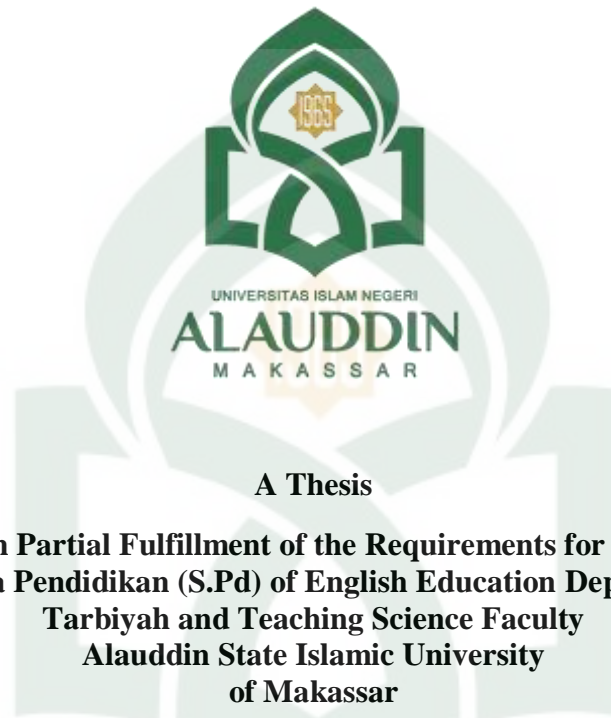 1965
UNIVERSITAS ISLAM NEGERI
ALAUDDIN
MAKASSAR
A Thesis
Partial Fulfillment of the Requirements for
Pendidikan (S.Pd) of English Education
Tarbiyah and Teaching Science Faculty
Alauddin State Islamic University
of Makassar